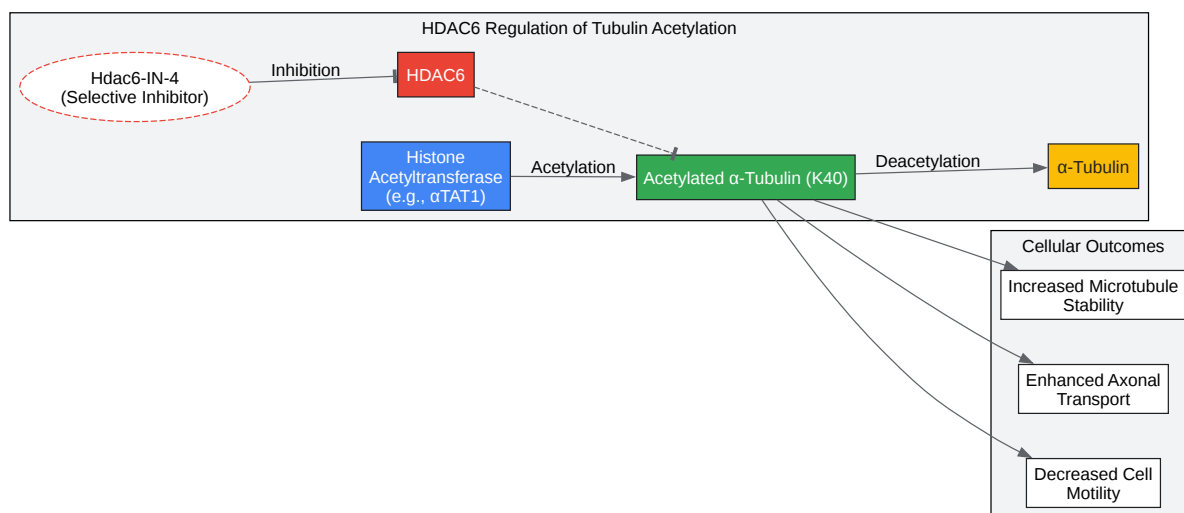 HDAC6 Regulation of Tubulin Acetylation
Hdac6-IN-4
(Selective Inhibitor)
Inhibition
HDAC6
Histone
Acetyltransferase
(e.g., αTAT1)
Acetylation
Acetylated α-Tubulin (K40)
Deacetylation
α-Tubulin
Cellular Outcomes
Increased Microtubule
Stability
Enhanced Axonal
Transport
Decreased Cell
Motility